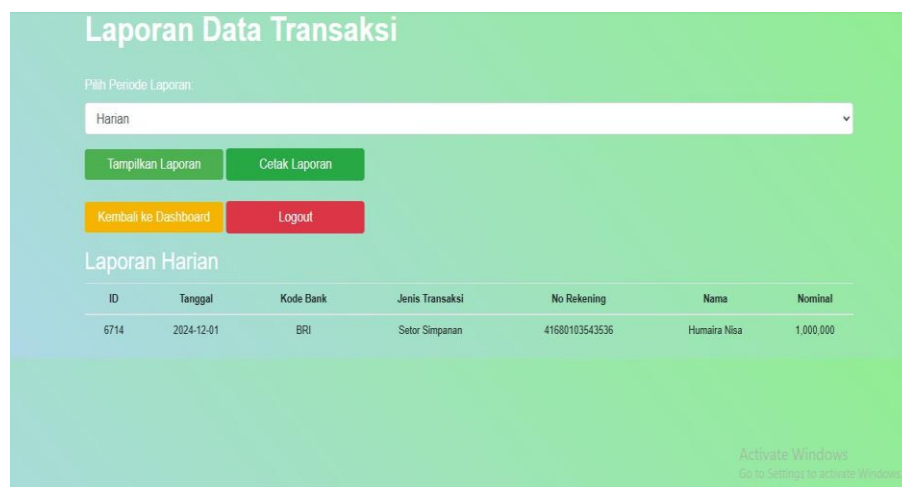 Laporan Data Transaksi
Pilih Periode Laporan:
Harian
Tampilkan Laporan Cetak Laporan
Kembali ke Dashboard Logout
Laporan Harian
ID Tanggal Kode Bank Jenis Transaksi No Rekening Nama Nominal
6714 2024-12-01 BRI Setor Simpanan 41680103543536 Humaira Nisa 1,000,000
Activate Windows
Go to Settings to activate Windows.